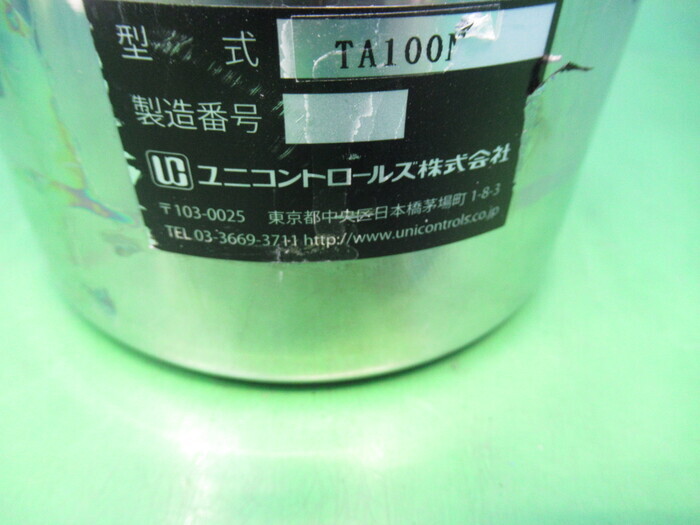 型 式 TA100
製造番号
UC ユニコントロールズ株式会社
〒103-0025 東京都中央区日本橋茅場町 1-8-3
TEL 03-3669-3711 http://www.unicontrols.co.jp